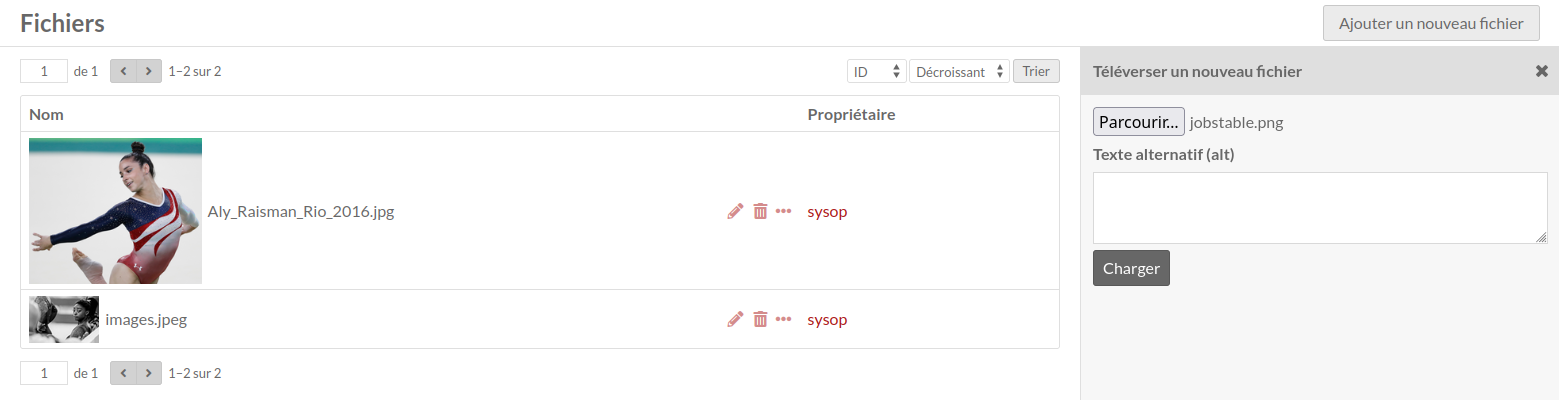 Fichiers
Ajouter un nouveau fichier
1 de 1 1–2 sur 2
ID Décroissant Trier
Nom Propriétaire
Aly_Raisman_Rio_2016.jpg sysop
images.jpeg sysop
1 de 1 1–2 sur 2
Téléverser un nouveau fichier
Parcourir... jobstable.png
Texte alternatif (alt)
Charger